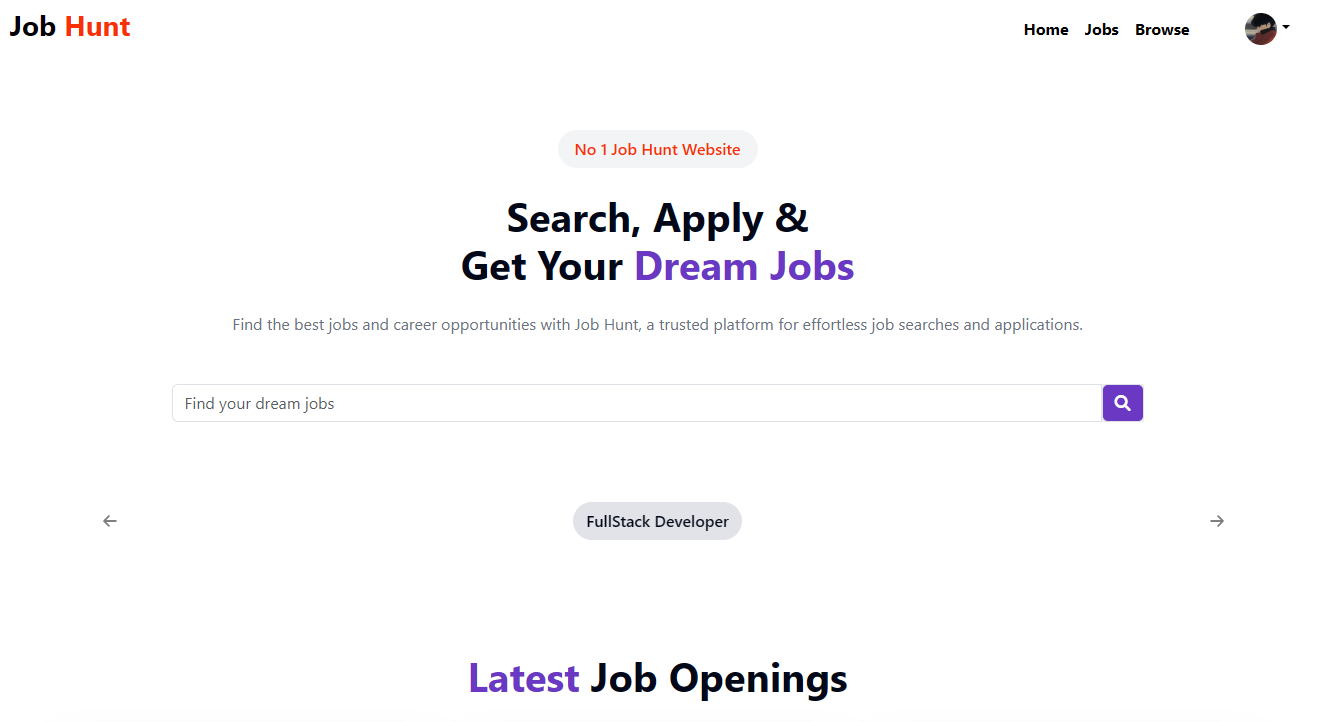 Job Hunt
Home Jobs Browse
No 1 Job Hunt Website
Search, Apply &
Get Your Dream Jobs
Find the best jobs and career opportunities with Job Hunt, a trusted platform for effortless job searches and applications.
Find your dream jobs
FullStack Developer
Latest Job Openings